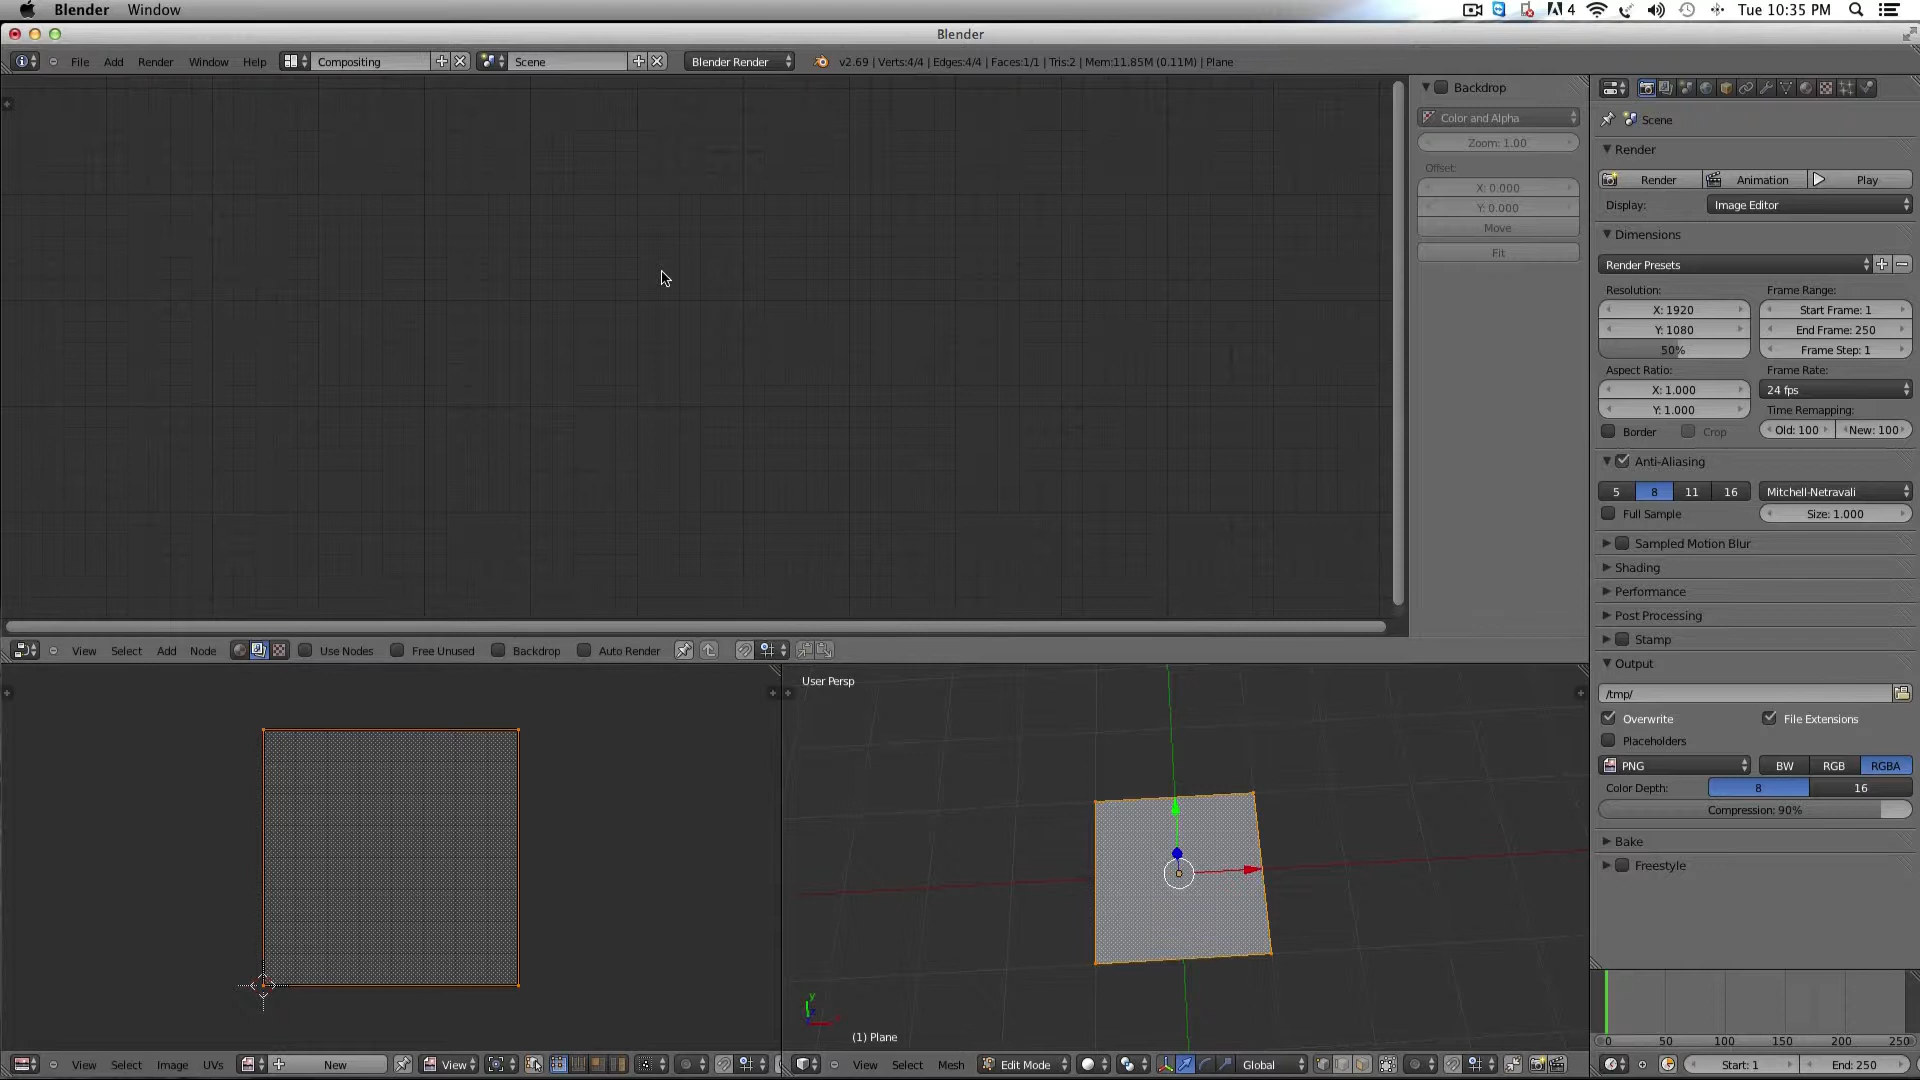 Blender Window 4 Tue 10:35 PM
Blender
File Add Render Window Help Compositing Scene Blender Render v2.69 | Verts:4/4 | Edges:4/4 | Faces:1/1 | Tris:2 | Mem:11.85M (0.11M) | Plane
Backdrop
Color and Alpha
Zoom: 1.00
Offset:
X: 0.000
Y: 0.000
Move
Fit
Scene
Render
Render Animation Play
Display: Image Editor
Dimensions
Render Presets
Resolution: Frame Range:
X: 1920 Start Frame: 1
Y: 1080 End Frame: 250
50% Frame Step: 1
Aspect Ratio: Frame Rate:
X: 1.000 24 fps
Y: 1.000 Time Remapping:
Border Crop Old: 100 New: 100
Anti-Aliasing
5 8 11 16 Mitchell-Netravali
Full Sample Size: 1.000
Sampled Motion Blur
Shading
Performance
Post Processing
Stamp
Output
/tmp/
Overwrite File Extensions
Placeholders
PNG BW RGB RGBA
Color Depth: 8 16
Compression: 90%
Bake
Freestyle
View Select Add Node Use Nodes Free Unused Backdrop Auto Render
User Persp
y
(1) Plane
0 50 100 150 200 250
View Select Image UVs New View
View Select Mesh Edit Mode Global
Start: 1 End: 250